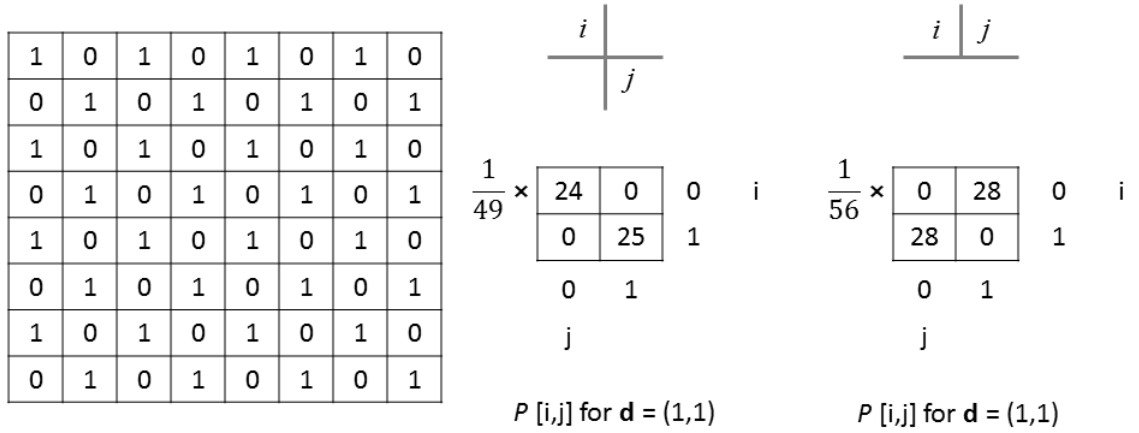 1 0 1 0 1 0 1 0
0 1 0 1 0 1 0 1
1 0 1 0 1 0 1 0
0 1 0 1 0 1 0 1
1 0 1 0 1 0 1 0
0 1 0 1 0 1 0 1
1 0 1 0 1 0 1 0
0 1 0 1 0 1 0 1
i
j
1
49
×
24 0 0 i
0 25 1
0 1
j
P [i,j] for d = (1,1)
i j
1
56
×
0 28 0 i
28 0 1
0 1
j
P [i,j] for d = (1,1)